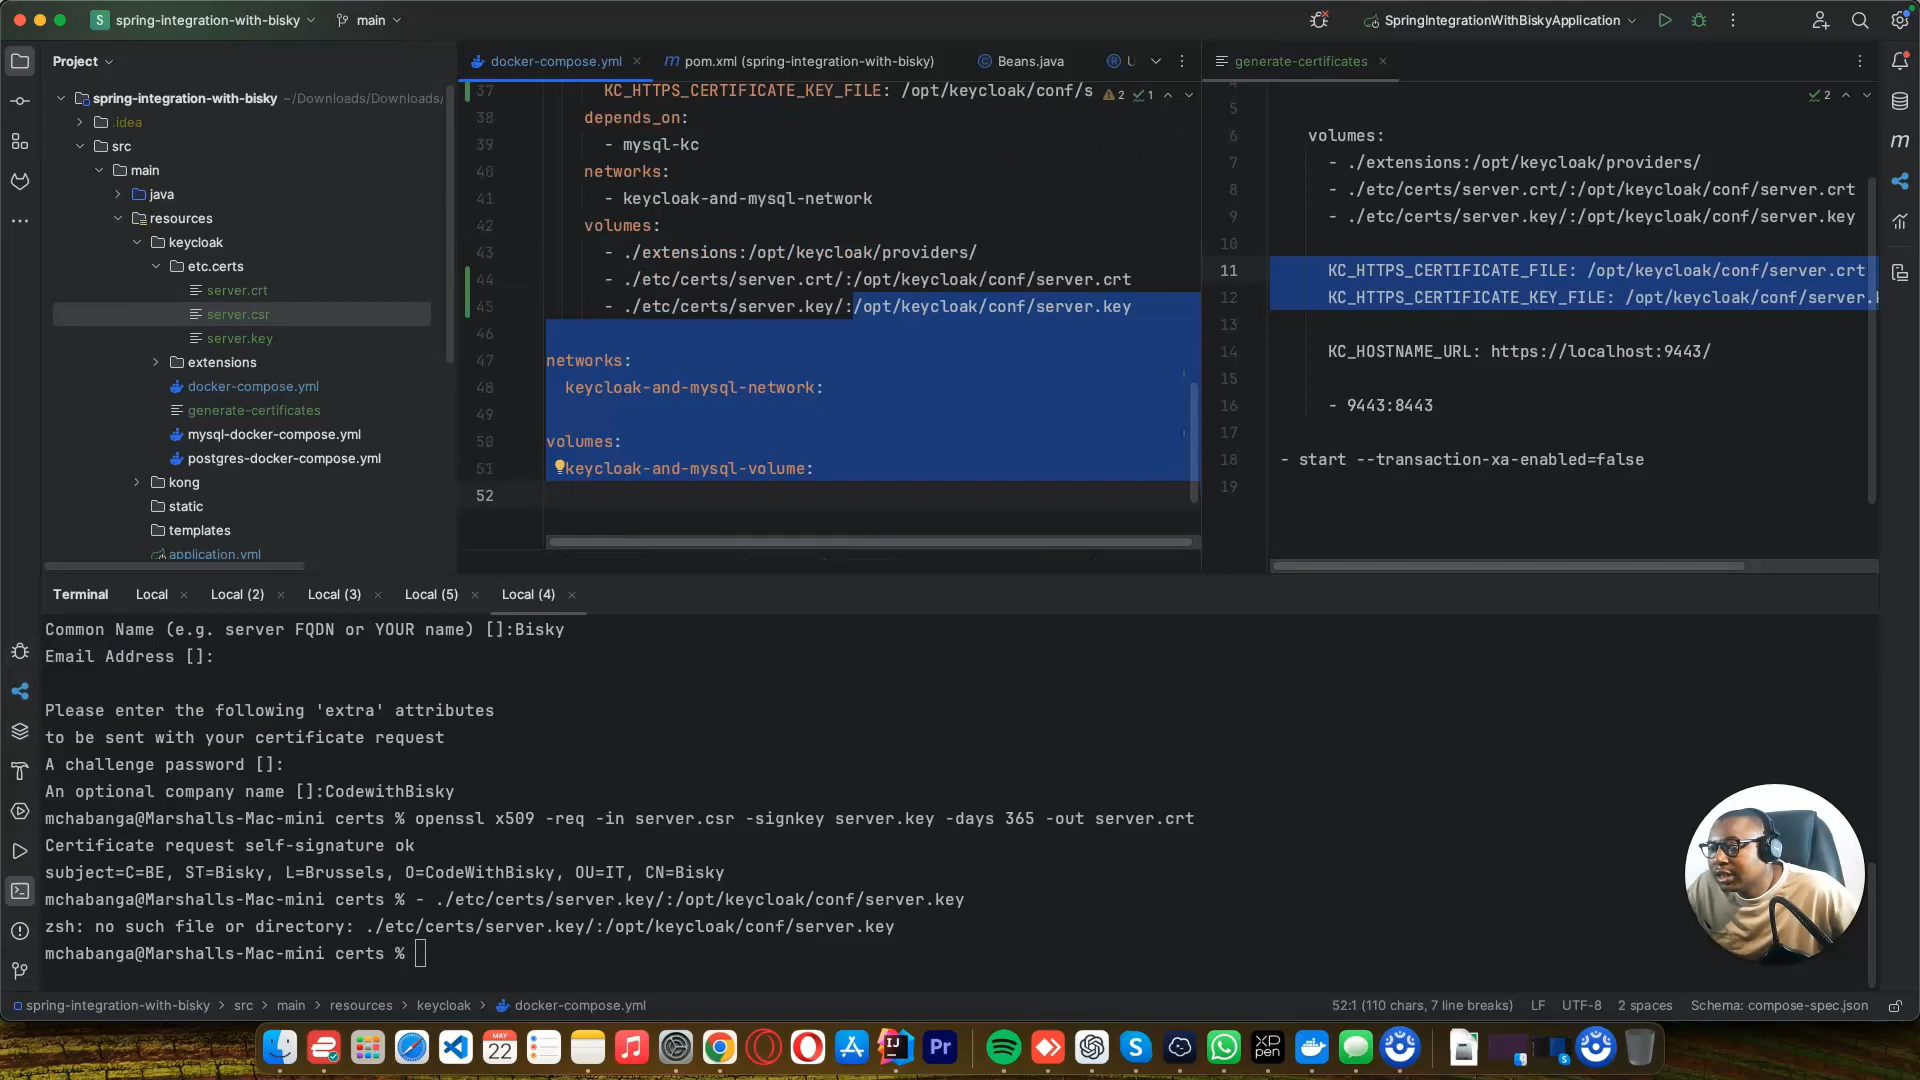 S spring-integration-with-bisky main
SpringIntegrationWithBiskyApplication
Project
docker-compose.yml
m pom.xml (spring-integration-with-bisky)
Beans.java
U
generate-certificates
spring-integration-with-bisky ~/Downloads/Downloads/
.idea
src
main
java
resources
keycloak
etc.certs
server.crt
server.csr
server.key
extensions
docker-compose.yml
generate-certificates
mysql-docker-compose.yml
postgres-docker-compose.yml
kong
static
templates
application.yml
37 KC_HTTPS_CERTIFICATE_KEY_FILE: /opt/keycloak/conf/s
2 1
38 depends_on:
39 - mysql-kc
40 networks:
41 - keycloak-and-mysql-network
42 volumes:
43 - ./extensions:/opt/keycloak/providers/
44 - ./etc/certs/server.crt/:/opt/keycloak/conf/server.crt
45 - ./etc/certs/server.key/:/opt/keycloak/conf/server.key
46
47 networks:
48 keycloak-and-mysql-network:
49
50 volumes:
51 keycloak-and-mysql-volume:
52
2
5
6 volumes:
7 - ./extensions:/opt/keycloak/providers/
8 - ./etc/certs/server.crt/:/opt/keycloak/conf/server.crt
9 - ./etc/certs/server.key/:/opt/keycloak/conf/server.key
10
11 KC_HTTPS_CERTIFICATE_FILE: /opt/keycloak/conf/server.crt
12 KC_HTTPS_CERTIFICATE_KEY_FILE: /opt/keycloak/conf/server.k
13
14 KC_HOSTNAME_URL: https://localhost:9443/
15
16 - 9443:8443
17
18 - start --transaction-xa-enabled=false
19
Terminal Local Local (2) Local (3) Local (5) Local (4)
Common Name (e.g. server FQDN or YOUR name) []:Bisky
Email Address []:
Please enter the following 'extra' attributes
to be sent with your certificate request
A challenge password []:
An optional company name []:CodewithBisky
mchabanga@Marshalls-Mac-mini certs % openssl x509 -req -in server.csr -signkey server.key -days 365 -out server.crt
Certificate request self-signature ok
subject=C=BE, ST=Bisky, L=Brussels, O=CodeWithBisky, OU=IT, CN=Bisky
mchabanga@Marshalls-Mac-mini certs % - ./etc/certs/server.key/:/opt/keycloak/conf/server.key
zsh: no such file or directory: ./etc/certs/server.key/:/opt/keycloak/conf/server.key
mchabanga@Marshalls-Mac-mini certs %
spring-integration-with-bisky src main resources keycloak docker-compose.yml
52:1 (110 chars, 7 line breaks) LF UTF-8 2 spaces Schema: compose-spec.json
MAY
22
IJ
Pr
S
XP
pen